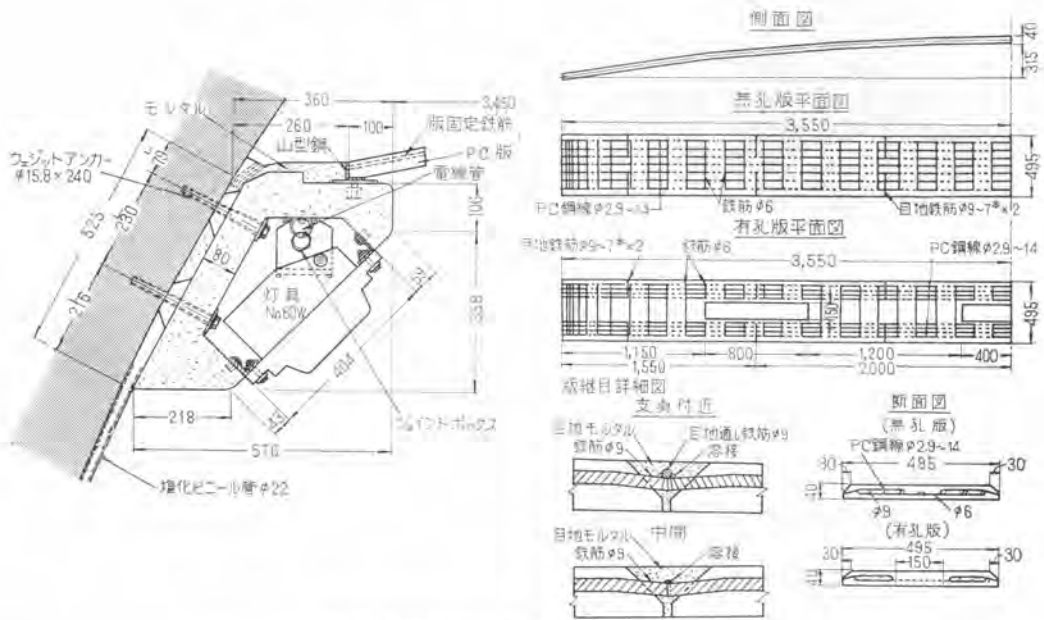 360
3,450
260
100
モルタル
山型鋼
版固定鉄筋
PC版
電線管
ウェジットアンカー
φ15.8×240
525
230
216
80
106
338
灯具
Na60W
404
218
570
ジョイントボックス
塩化ビニール管φ22
側面図
40
315
無孔版平面図
3,550
495
PC鋼線φ2.9~13
鉄筋φ6
目地鉄筋φ9~7*×2
有孔版平面図
目地鉄筋φ9~7*×2
鉄筋φ6
PC鋼線φ2.9~14
3,550
150
495
1,150
800
1,200
400
1,550
2,000
版継目詳細図
支点付近
目地モルタル
目地通し鉄筋φ9
鉄筋φ9
溶接
目地モルタル
中間
鉄筋φ9
溶接
断面図
(無孔版)
PC鋼線φ2.9~14
30
495
30
40
φ9
φ6
(有孔版)
495
30
150
30
40